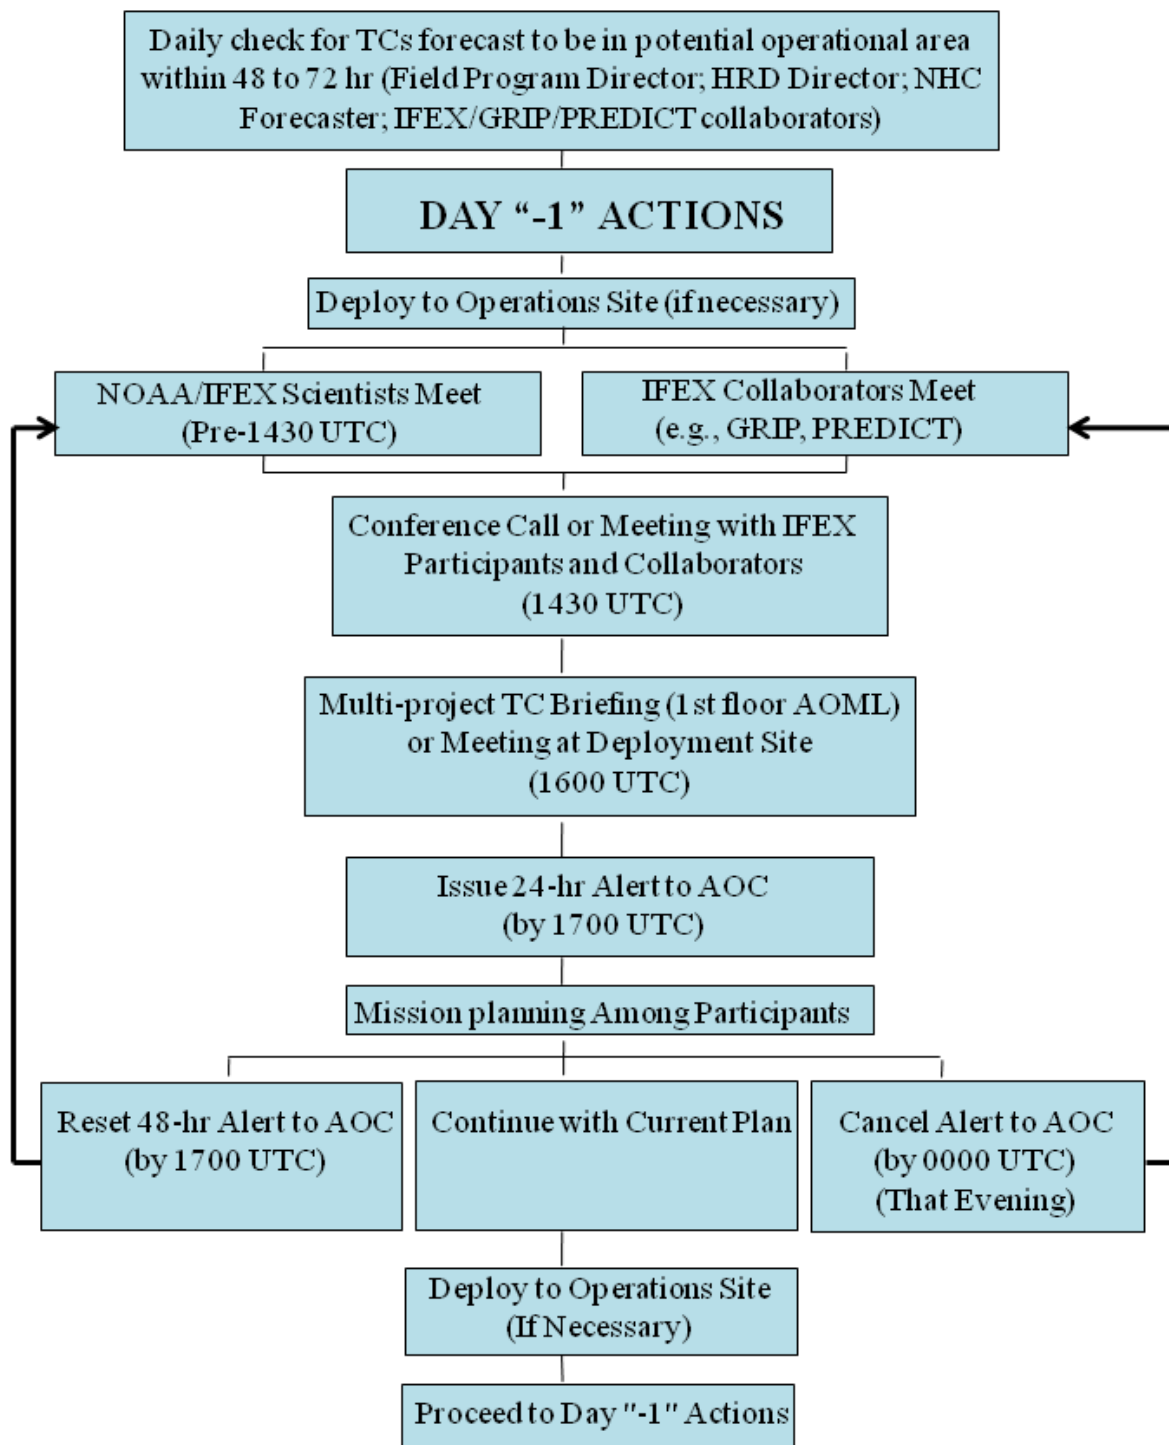 Daily check for TCs forecast to be in potential operational area
within 48 to 72 hr (Field Program Director; HRD Director; NHC
Forecaster; IFEX/GRIP/PREDICT collaborators)
DAY “-1” ACTIONS
Deploy to Operations Site (if necessary)
NOAA/IFEX Scientists Meet
(Pre-1430 UTC)
IFEX Collaborators Meet
(e.g., GRIP, PREDICT)
Conference Call or Meeting with IFEX
Participants and Collaborators
(1430 UTC)
Multi-project TC Briefing (1st floor AOML)
or Meeting at Deployment Site
(1600 UTC)
Issue 24-hr Alert to AOC
(by 1700 UTC)
Mission planning Among Participants
Reset 48-hr Alert to AOC
(by 1700 UTC)
Continue with Current Plan
Cancel Alert to AOC
(by 0000 UTC)
(That Evening)
Deploy to Operations Site
(If Necessary)
Proceed to Day "-1" Actions